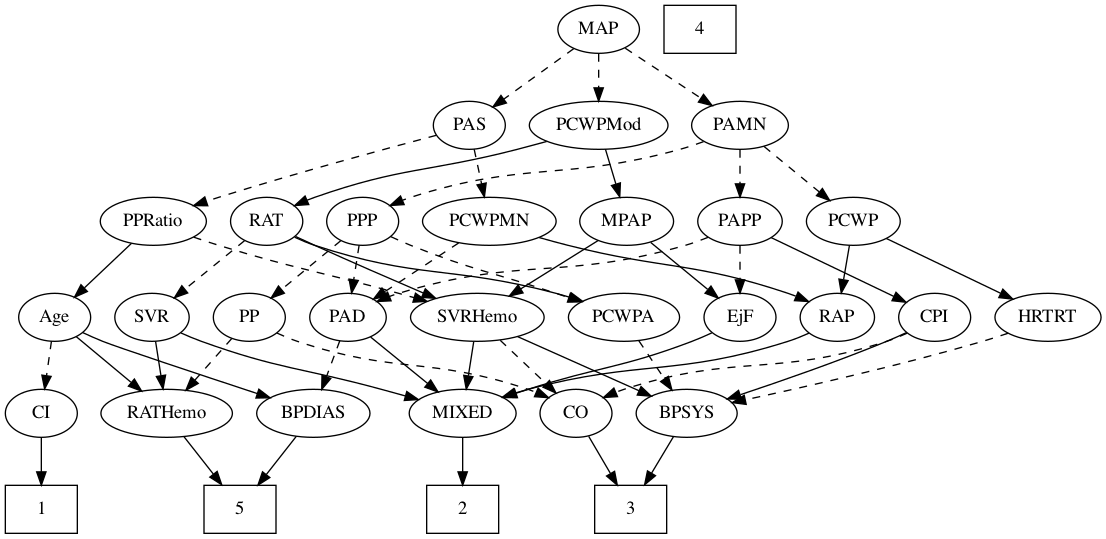 MAP
4
PAS
PCWPMod
PAMN
PPRatio
RAT
PPP
PCWPMN
MPAP
PAPP
PCWP
Age
SVR
PP
PAD
SVRHemo
PCWPA
EjF
RAP
CPI
HRTRT
CI
RATHemo
BPDIAS
MIXED
CO
BPSYS
1
5
2
3